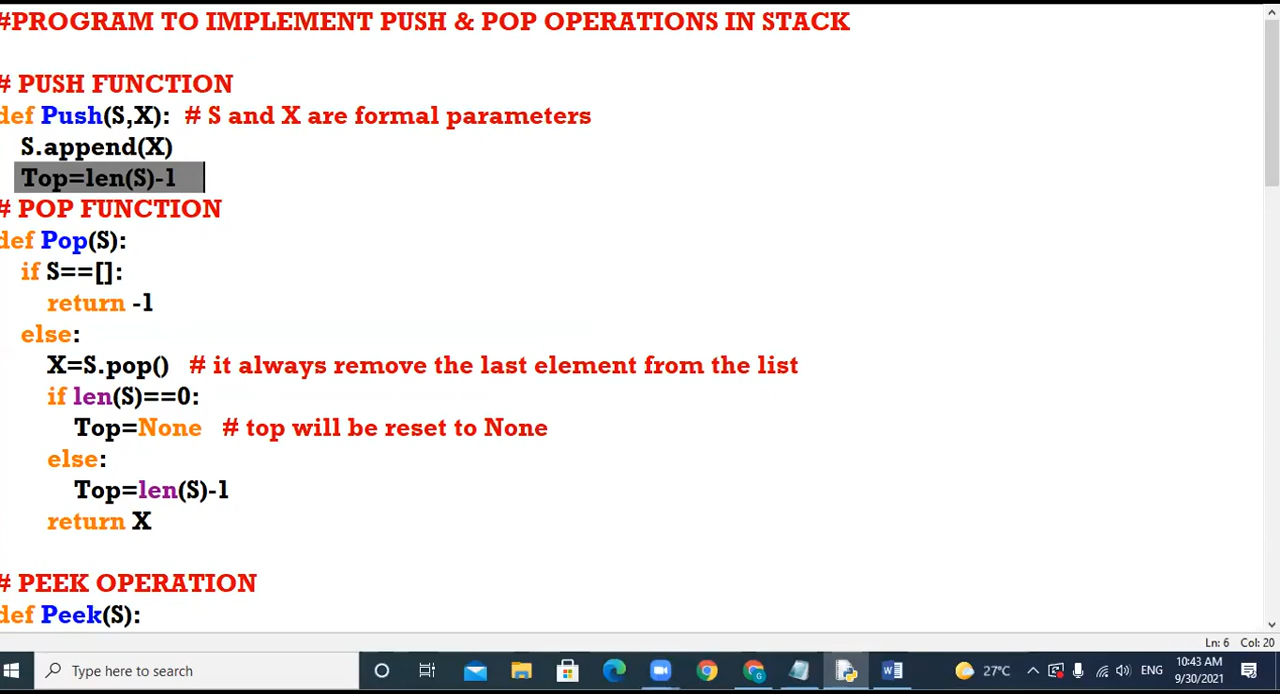 #PROGRAM TO IMPLEMENT PUSH & POP OPERATIONS IN STACK
# PUSH FUNCTION
def Push(S,X): # S and X are formal parameters
S.append(X)
Top=len(S)-1
# POP FUNCTION
def Pop(S):
if S==[]:
return -1
else:
X=S.pop() # it always remove the last element from the list
if len(S)==0:
Top=None # top will be reset to None
else:
Top=len(S)-1
return X
# PEEK OPERATION
def Peek(S):
Ln: 6 Col: 20
Type here to search
27°C
ENG
10:43 AM
9/30/2021